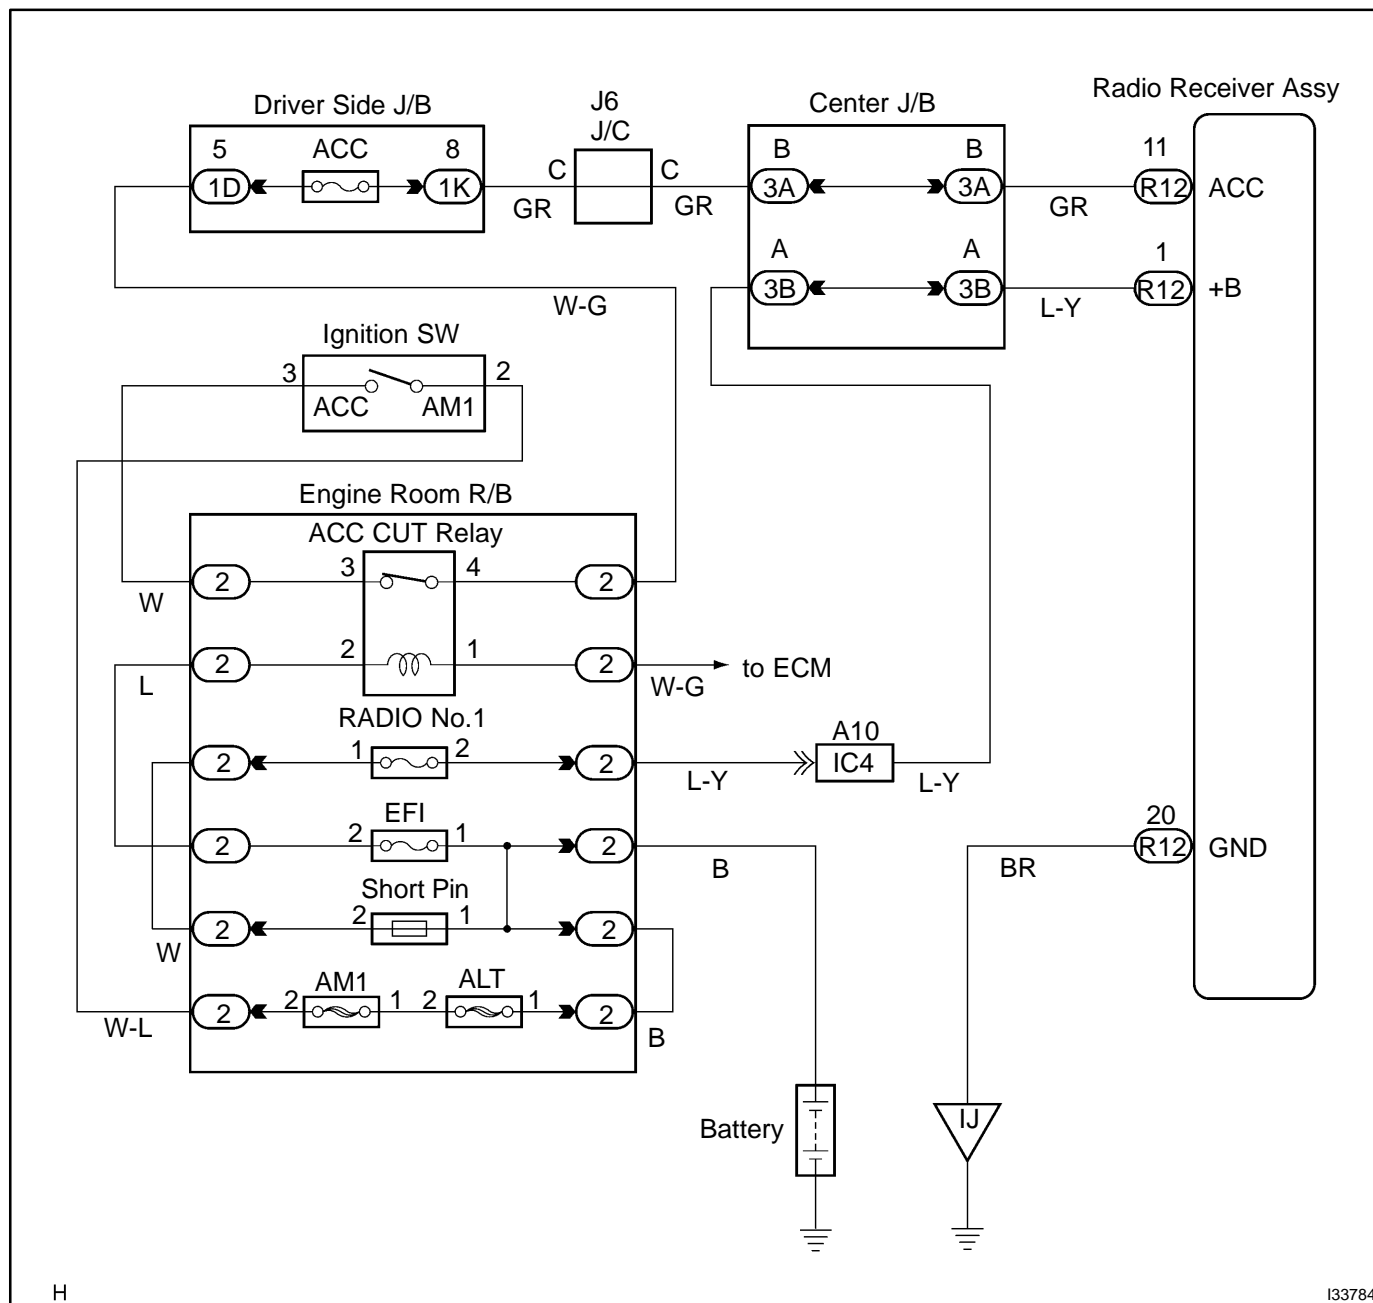 Radio Receiver Assy
Driver Side J/B
J6
J/C
Center J/B
5 ACC 8
1D 1K
C C
GR GR
B B
3A 3A
GR
11
R12 ACC
A A
3B 3B
L-Y
1
R12 +B
W-G
Ignition SW
3 2
ACC AM1
Engine Room R/B
ACC CUT Relay
2 3 4 2
W
2 2 1 2
L
W-G
to ECM
RADIO No.1
2 1 2 2
L-Y
A10
IC4
L-Y
EFI
2 2 1 2
B
20
R12 GND
BR
Short Pin
2 2 1 2
W
AM1 ALT
2 2 1 2 1 2
W-L
B
Battery
IJ
H
I33784